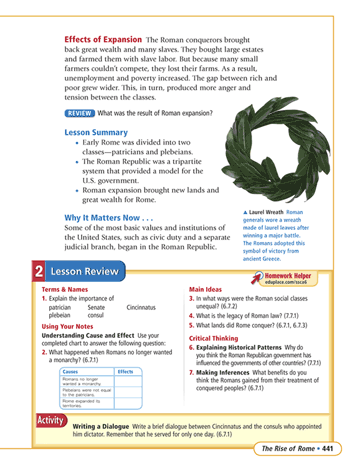 Effects of Expansion The Roman conquerors brought
back great wealth and many slaves. They bought large estates
and farmed them with slave labor. But because many small
farmers couldn't compete, they lost their farms. As a result,
unemployment and poverty increased. The gap between rich and
poor grew wider. This, in turn, produced more anger and
tension between the classes.
REVIEW What was the result of Roman expansion?
Lesson Summary
• Early Rome was divided into two
classes—patricians and plebeians.
• The Roman Republic was a tripartite
system that provided a model for the
U.S. government.
• Roman expansion brought new lands and
great wealth for Rome.
Why It Matters Now . . .
Some of the most basic values and institutions of
the United States, such as civic duty and a separate
judicial branch, began in the Roman Republic.
▲ Laurel Wreath Roman
generals wore a wreath
made of laurel leaves after
winning a major battle.
The Romans adopted this
symbol of victory from
ancient Greece.
2 Lesson Review
Homework Helper
eduplace.com/ss/a6
Terms & Names
1. Explain the importance of
patrician Senate Cincinnatus
plebeian consul
Using Your Notes
Understanding Cause and Effect Use your
completed chart to answer the following question:
2. What happened when Romans no longer wanted
a monarchy? (6.7.1)
Causes Effects
Romans no longer
wanted a monarchy.
Plebeians were not equal
to the patricians.
Rome expanded its
territories.
Main Ideas
3. In what ways were the Roman social classes
unequal? (6.7.2)
4. What is the legacy of Roman law? (7.7.1)
5. What lands did Rome conquer? (6.7.1, 6.7.3)
Critical Thinking
6. Explaining Historical Patterns Why do
you think the Roman Republican government has
influenced the governments of other countries? (7.7.1)
7. Making Inferences What benefits do you
think the Romans gained from their treatment of
conquered peoples? (6.7.1)
Activity
Writing a Dialogue Write a brief dialogue between Cincinnatus and the consuls who appointed
him dictator. Remember that he served for only one day. (6.7.1)
The Rise of Rome • 441